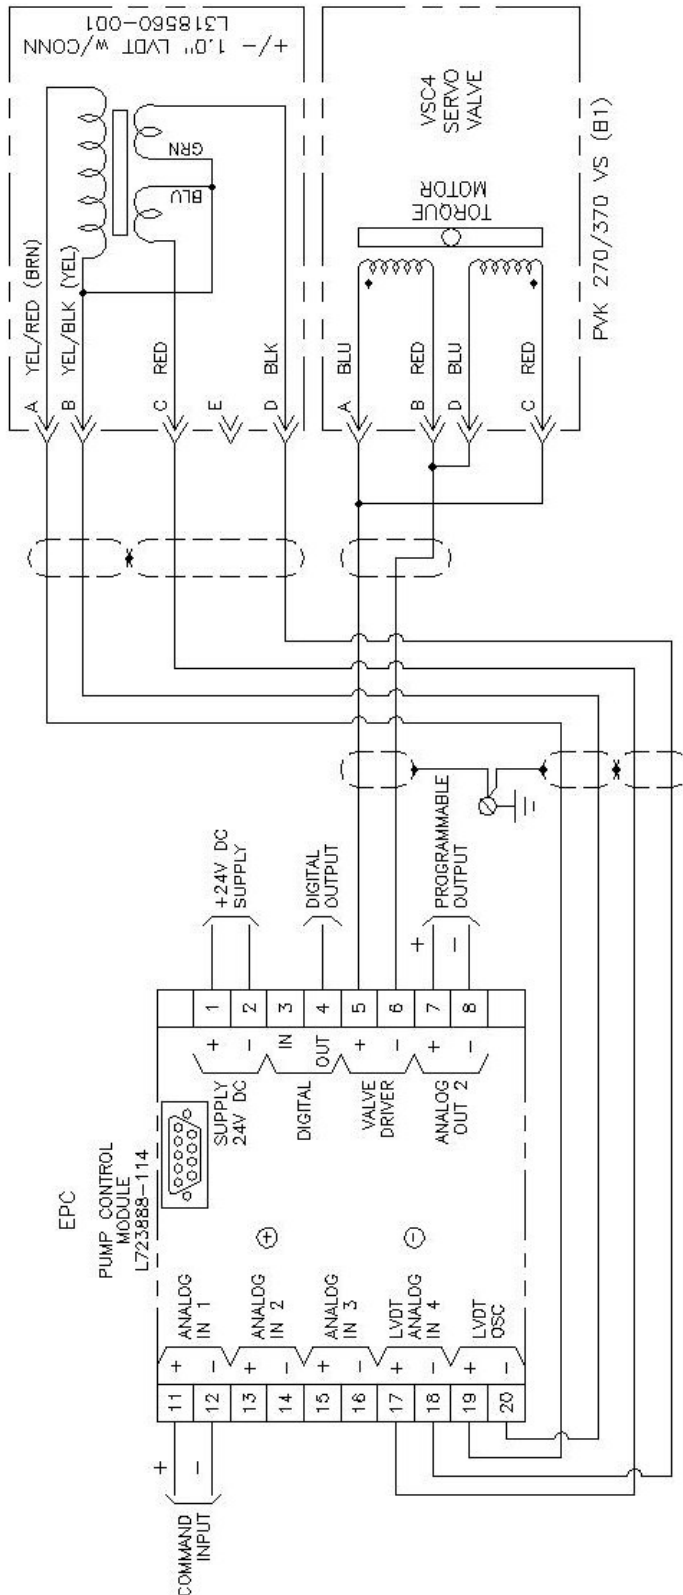 +/- 1.0" LVDT w/CONN
L318560-001
GRN
BLU
YEL/RED (BRN)
YEL/BLK (YEL)
RED
BLK
A
B
C
E
D
VSC4
SERVO
VALVE
TORQUE
MOTOR
PVK 270/370 VS (B1)
BLU
RED
BLU
RED
A
B
D
C
+24V DC
SUPPLY
DIGITAL
OUTPUT
PROGRAMMABLE
OUTPUT
+
-
1
2
3
4
5
6
7
8
+
-
IN
OUT
+
-
+
-
SUPPLY
24V DC
DIGITAL
VALVE
DRIVER
ANALOG
OUT 2
EPC
PUMP CONTROL
MODULE
L723888-114
+
-
ANALOG
IN 1
ANALOG
IN 2
ANALOG
IN 3
LVDT
ANALOG
IN 4
LVDT
OSC
+
-
+
-
+
-
+
-
+
-
11
12
13
14
15
16
17
18
19
20
+
-
COMMAND
INPUT